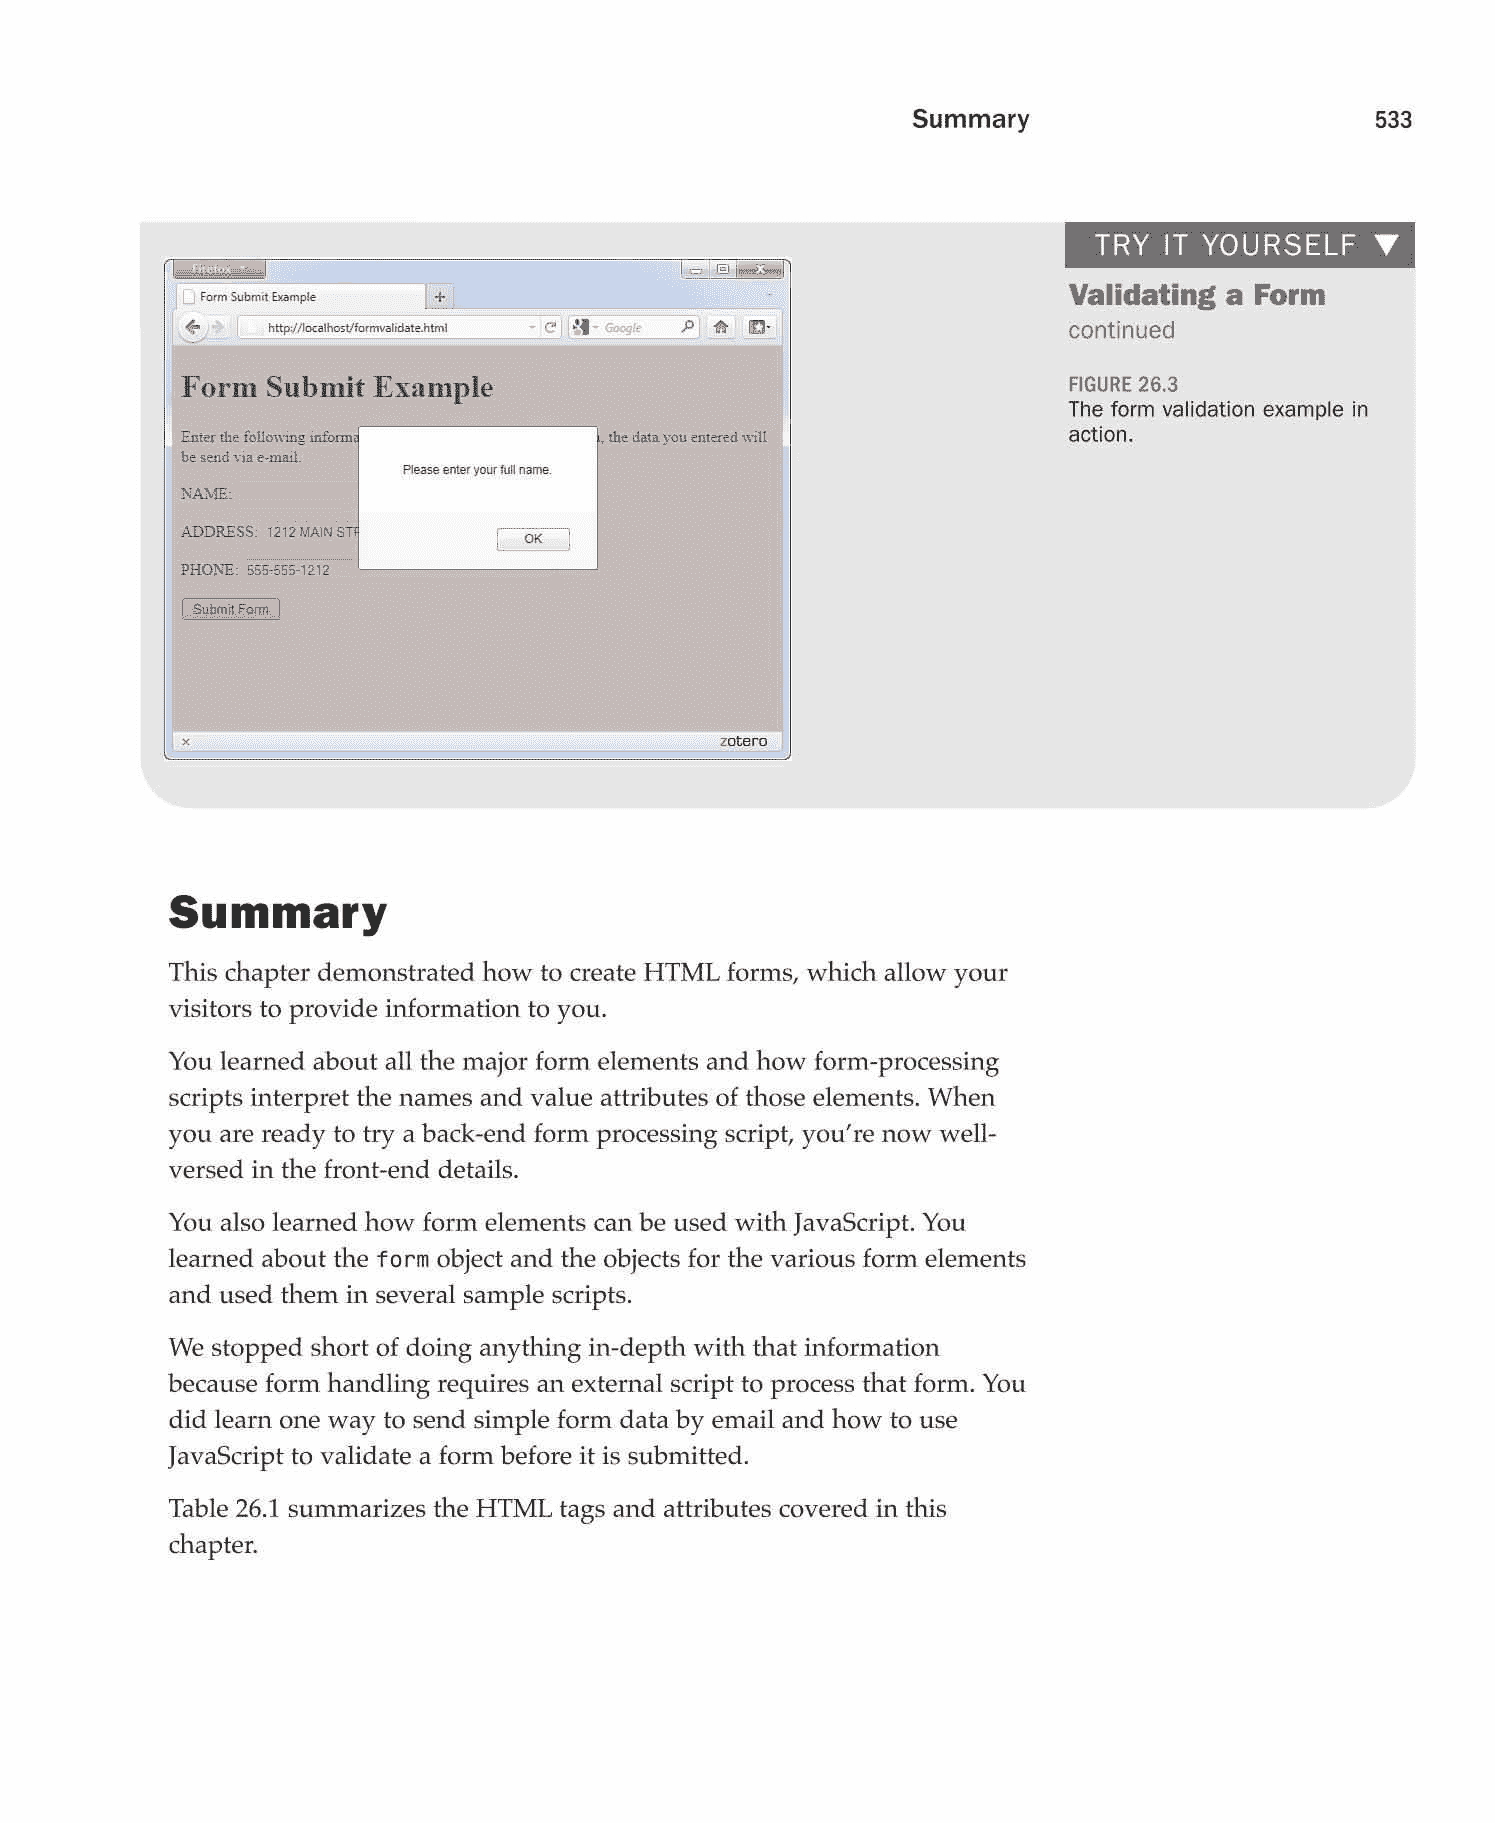 Summary 533
TRY IT YOURSELF ▼
Validating a Form
continued
FIGURE 26.3
The form validation example in
action.
Firefox
Form Submit Example
http://localhost/formvalidate.html
Google
Form Submit Example
Enter the following informa , the data you entered will
be send via e-mail.
Please enter your full name.
NAME:
ADDRESS: 1212 MAIN STR
OK
PHONE: 555-555-1212
Submit Form
x zotero
Summary
This chapter demonstrated how to create HTML forms, which allow your
visitors to provide information to you.
You learned about all the major form elements and how form-processing
scripts interpret the names and value attributes of those elements. When
you are ready to try a back-end form processing script, you're now well-
versed in the front-end details.
You also learned how form elements can be used with JavaScript. You
learned about the form object and the objects for the various form elements
and used them in several sample scripts.
We stopped short of doing anything in-depth with that information
because form handling requires an external script to process that form. You
did learn one way to send simple form data by email and how to use
JavaScript to validate a form before it is submitted.
Table 26.1 summarizes the HTML tags and attributes covered in this
chapter.